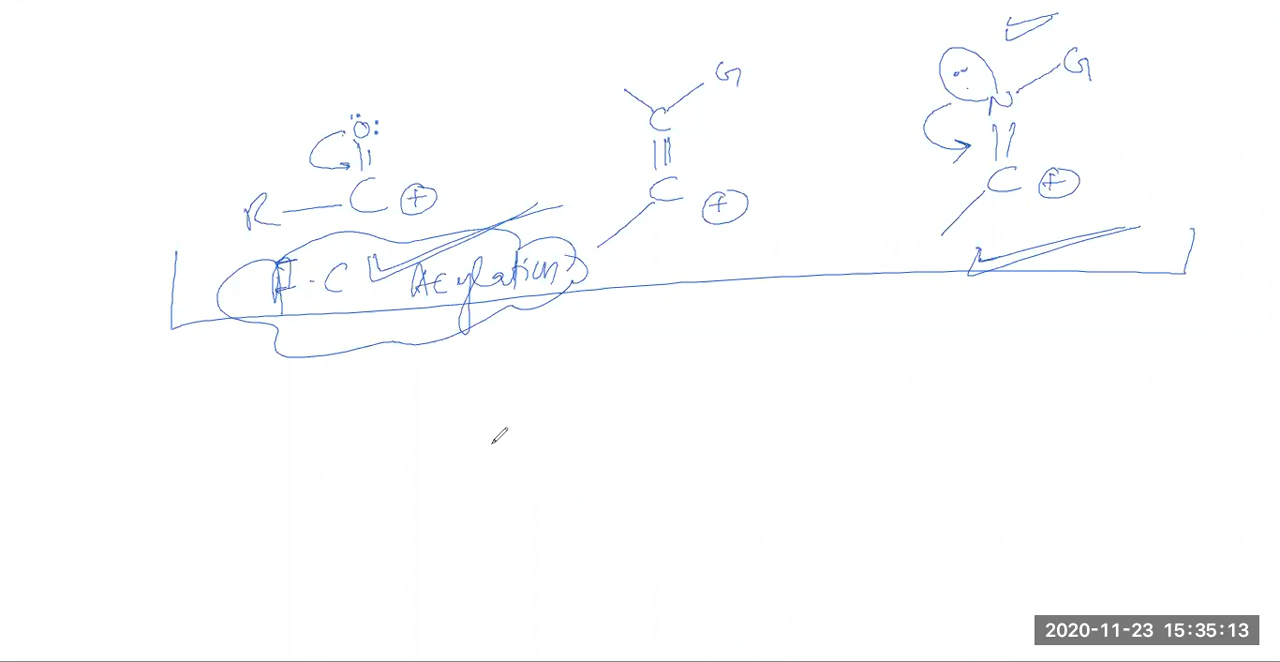 G
G
Ö:
N
C
R — C +
C +
C +
F.C Acylation
2020-11-23 15:35:13